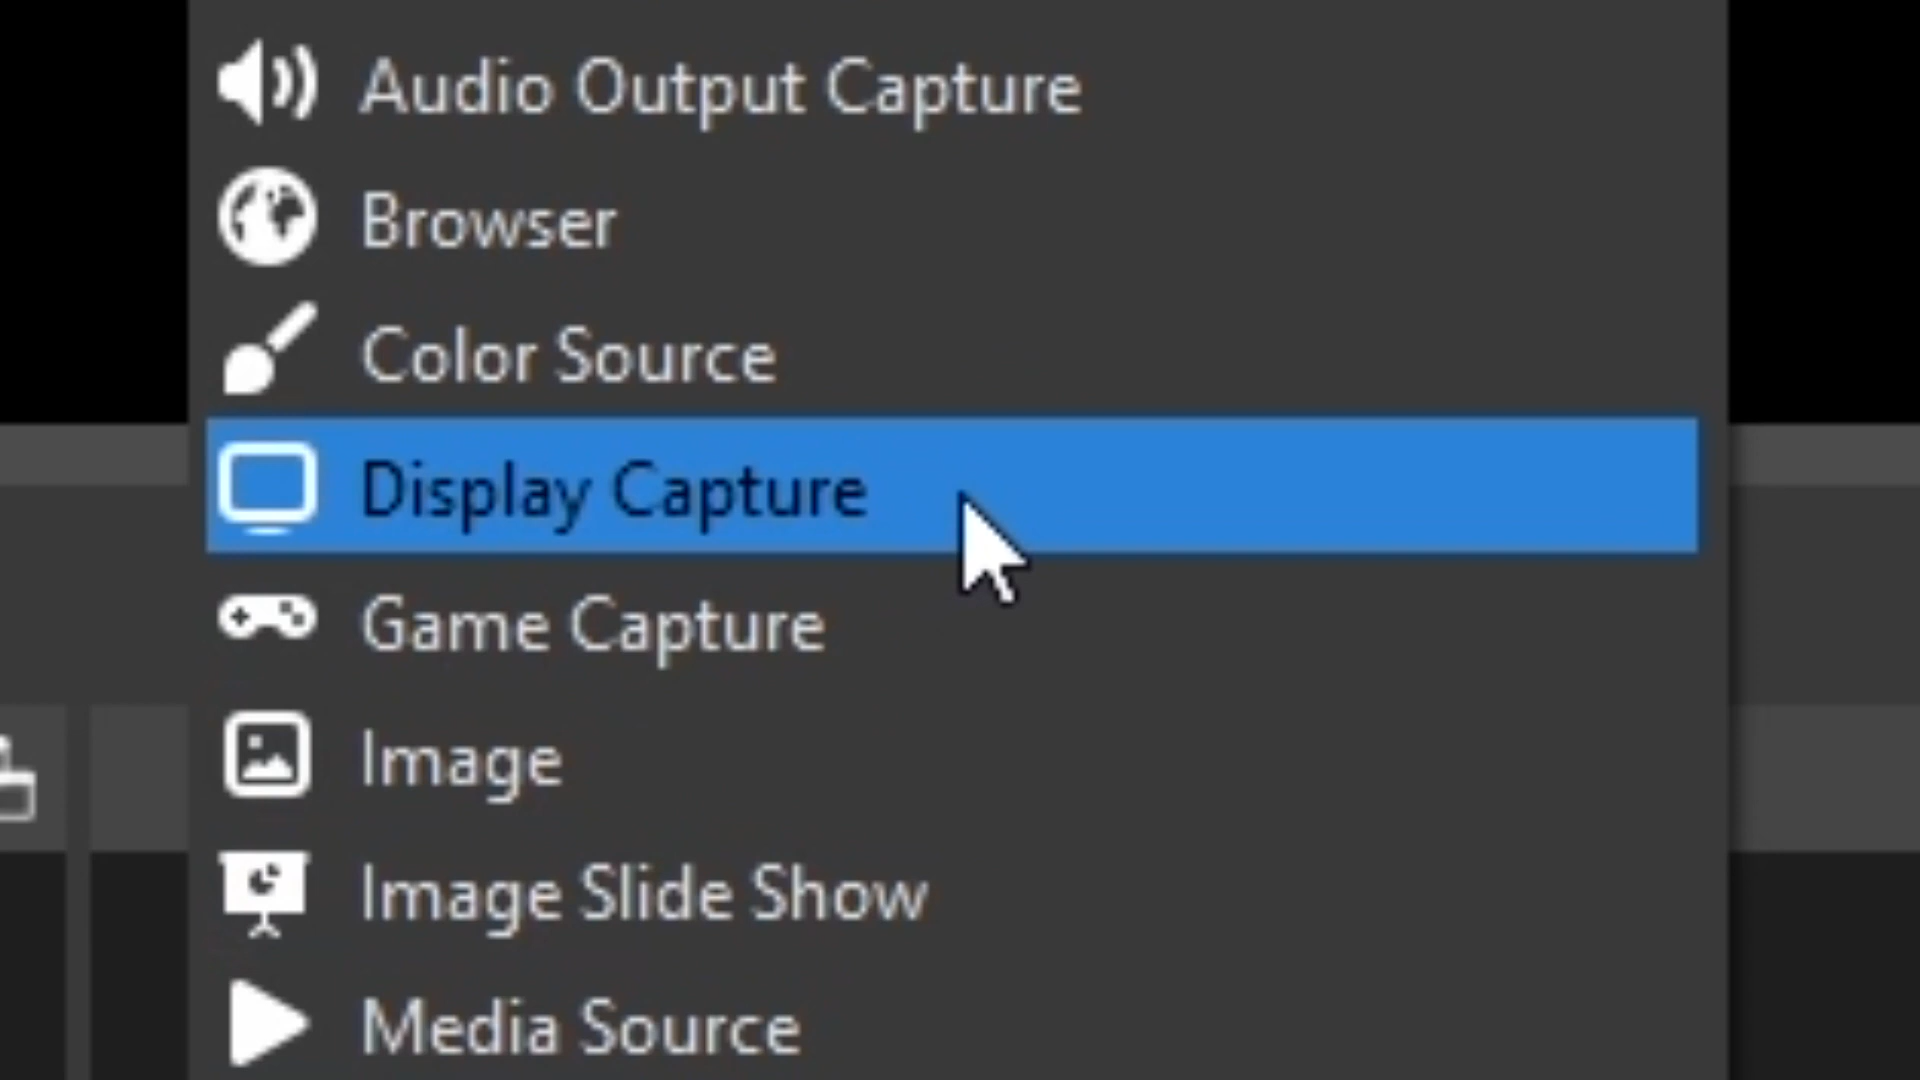 Audio Output Capture
Browser
Color Source
Display Capture
Game Capture
Image
Image Slide Show
Media Source